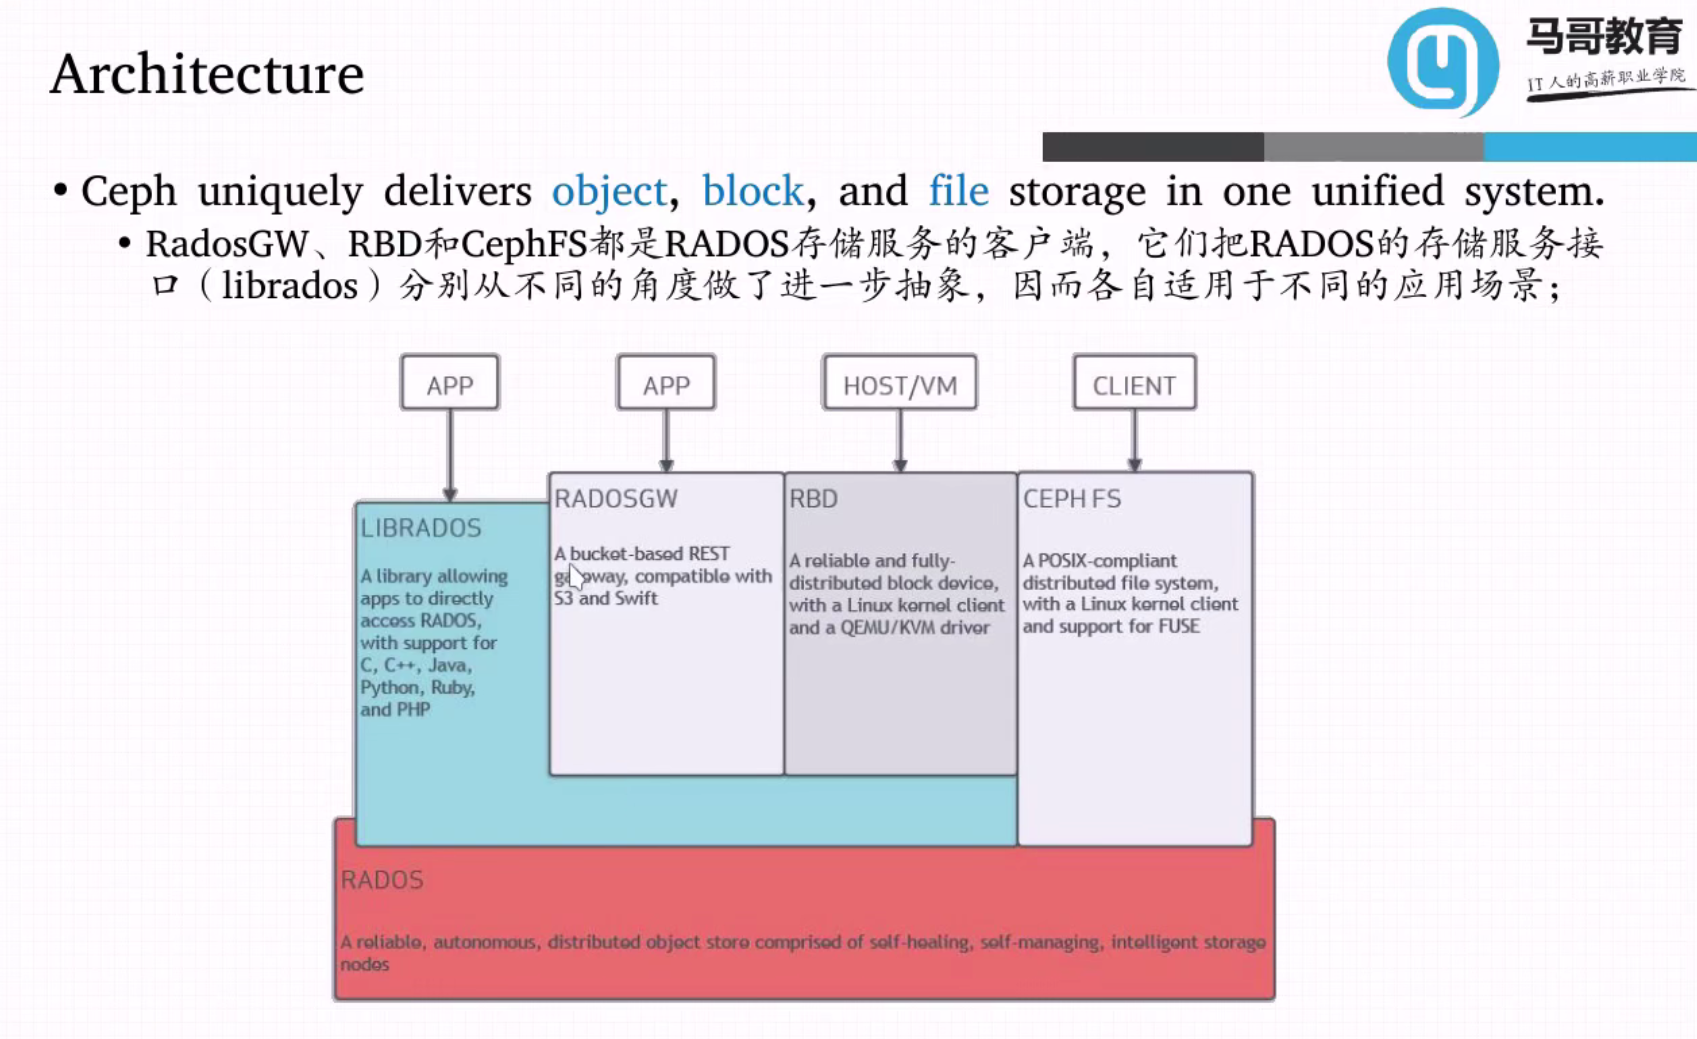 Architecture
马哥教育
IT人的高薪职业学院
• Ceph uniquely delivers object, block, and file storage in one unified system.
• RadosGW、RBD和CephFS都是RADOS存储服务的客户端，它们把RADOS的存储服务接
口（librados）分别从不同的角度做了进一步抽象，因而各自适用于不同的应用场景；
APP
APP
HOST/VM
CLIENT
LIBRADOS
A library allowing
apps to directly
access RADOS,
with support for
C, C++, Java,
Python, Ruby,
and PHP
RADOSGW
A bucket-based REST
gateway, compatible with
S3 and Swift
RBD
A reliable and fully-
distributed block device,
with a Linux kernel client
and a QEMU/KVM driver
CEPH FS
A POSIX-compliant
distributed file system,
with a Linux kernel client
and support for FUSE
RADOS
A reliable, autonomous, distributed object store comprised of self-healing, self-managing, intelligent storage
nodes